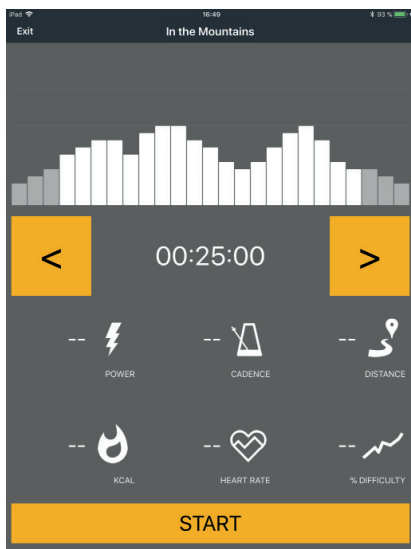 iPad 16:49 93 %
Exit In the Mountains
< 00:25:00 >
-- -- --
POWER CADENCE DISTANCE
-- -- --
KCAL HEART RATE % DIFFICULTY
START